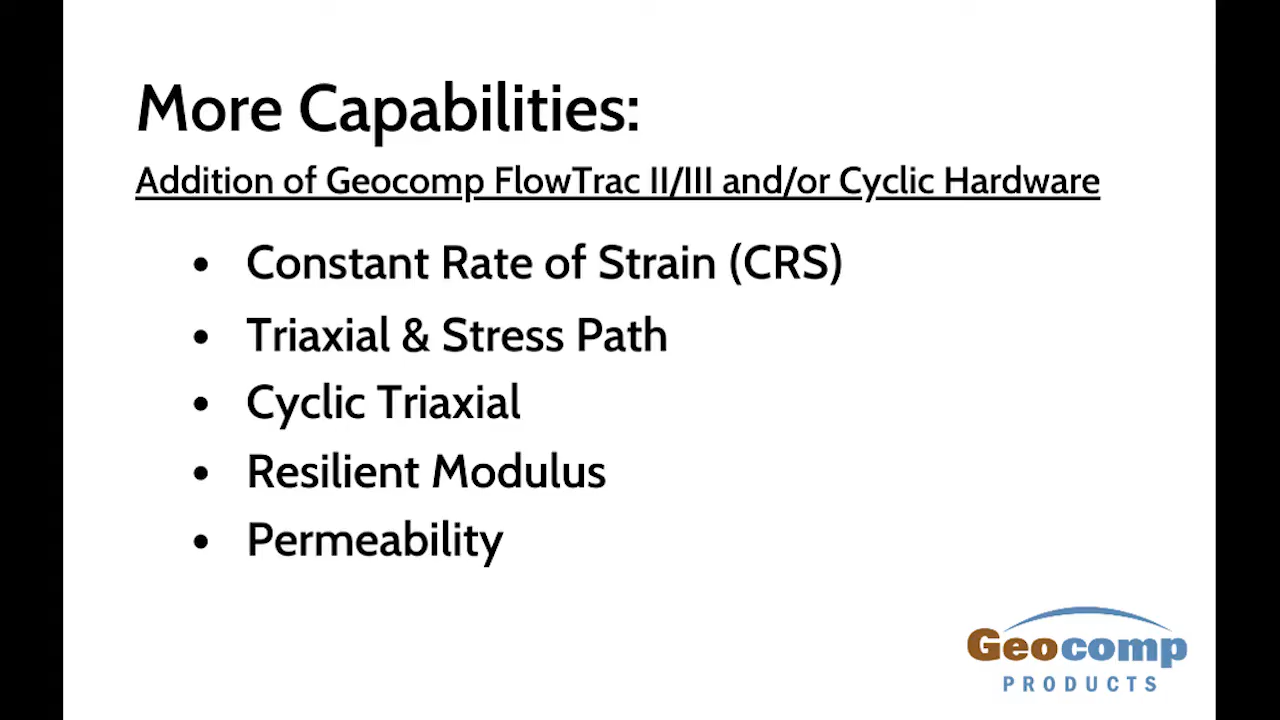 More Capabilities:
Addition of Geocomp FlowTrac II/III and/or Cyclic Hardware
• Constant Rate of Strain (CRS)
• Triaxial & Stress Path
• Cyclic Triaxial
• Resilient Modulus
• Permeability
Geocomp
PRODUCTS